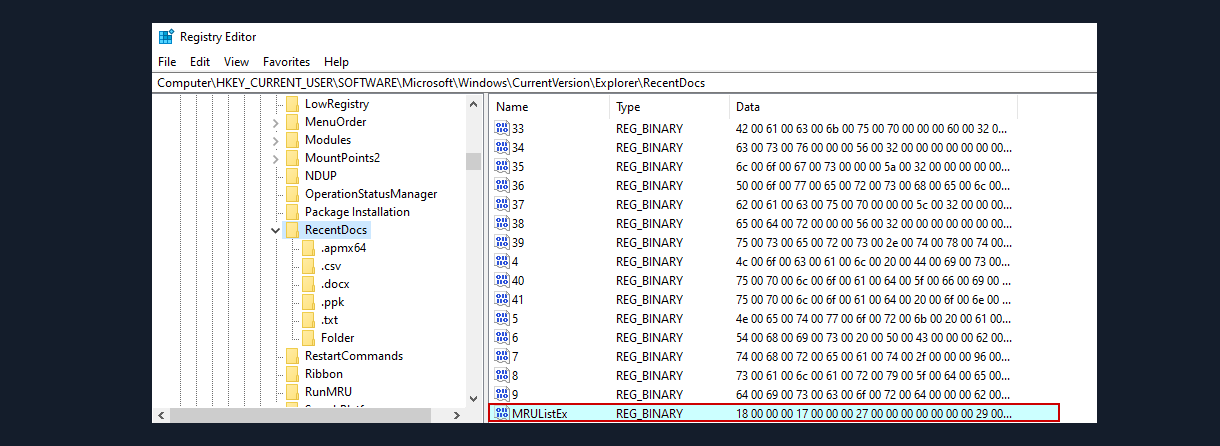 Registry Editor
File Edit View Favorites Help
Computer\HKEY_CURRENT_USER\SOFTWARE\Microsoft\Windows\CurrentVersion\Explorer\RecentDocs
LowRegistry
MenuOrder
Modules
MountPoints2
NDUP
OperationStatusManager
Package Installation
RecentDocs
.apmx64
.csv
.docx
.ppk
.txt
Folder
RestartCommands
Ribbon
RunMRU
Name Type Data
33 REG_BINARY 42 00 61 00 63 00 6b 00 75 00 70 00 00 00 60 00 32 0...
34 REG_BINARY 63 00 73 00 76 00 00 00 56 00 32 00 00 00 00 00 00 00...
35 REG_BINARY 6c 00 6f 00 67 00 73 00 00 00 5a 00 32 00 00 00 00 00...
36 REG_BINARY 50 00 6f 00 77 00 65 00 72 00 73 00 68 00 65 00 6c 00...
37 REG_BINARY 62 00 61 00 63 00 75 00 70 00 00 00 5c 00 32 00 00 00...
38 REG_BINARY 65 00 64 00 72 00 00 00 56 00 32 00 00 00 00 00 00 00...
39 REG_BINARY 75 00 73 00 65 00 72 00 73 00 2e 00 74 00 78 00 74 00...
4 REG_BINARY 4c 00 6f 00 63 00 61 00 6c 00 20 00 44 00 69 00 73 00...
40 REG_BINARY 75 00 70 00 6c 00 6f 00 61 00 64 00 5f 00 66 00 69 00 ...
41 REG_BINARY 75 00 70 00 6c 00 6f 00 61 00 64 00 20 00 6f 00 6e 00 ...
5 REG_BINARY 4e 00 65 00 74 00 77 00 6f 00 72 00 6b 00 20 00 61 00...
6 REG_BINARY 54 00 68 00 69 00 73 00 20 00 50 00 43 00 00 00 62 00...
7 REG_BINARY 74 00 68 00 72 00 65 00 61 00 74 00 2f 00 00 00 96 00...
8 REG_BINARY 73 00 61 00 6c 00 61 00 72 00 79 00 5f 00 64 00 65 00...
9 REG_BINARY 64 00 69 00 73 00 63 00 6f 00 72 00 64 00 00 00 62 00...
MRUListEx REG_BINARY 18 00 00 00 17 00 00 00 27 00 00 00 00 00 00 00 29 00...